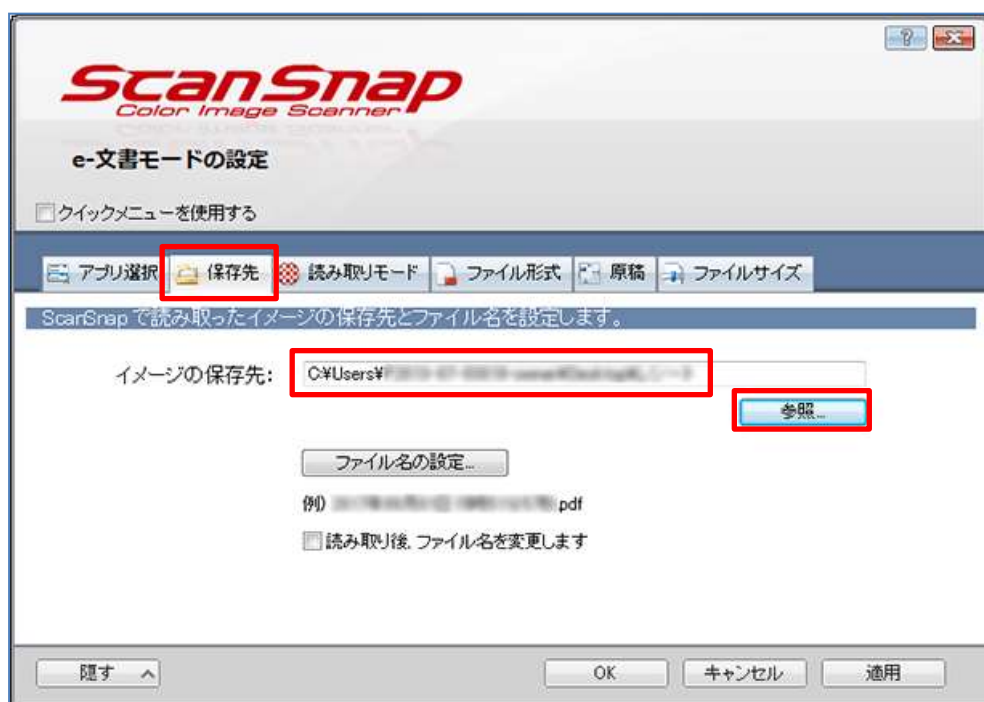 ScanSnap
Color Image Scanner
e-文書モードの設定
クイックメニューを使用する
アプリ選択 保存先 読み取りモード ファイル形式 原稿 ファイルサイズ
ScanSnap で読み取ったイメージの保存先とファイル名を設定します。
イメージの保存先: C:¥Users¥
参照...
ファイル名の設定...
例) .pdf
読み取り後、ファイル名を変更します
隠す OK キャンセル 適用